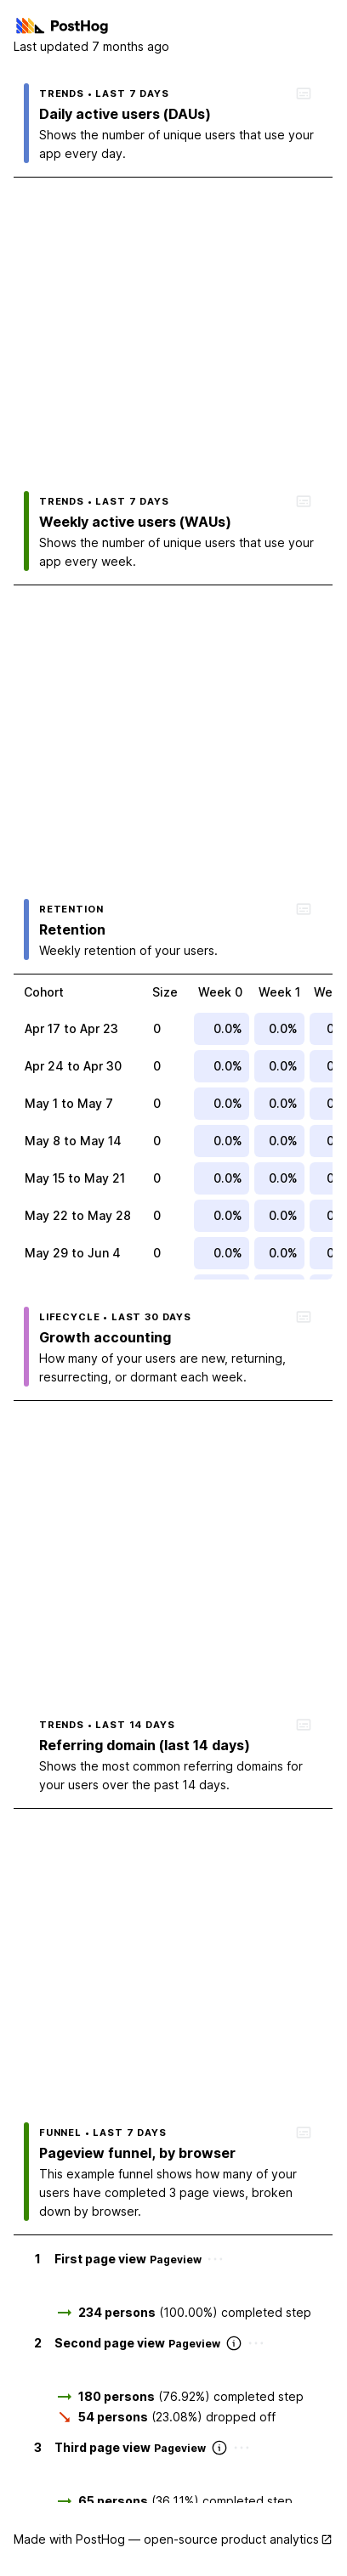 PostHog
Last updated 7 months ago
TRENDS • LAST 7 DAYS
Daily active users (DAUs)
Shows the number of unique users that use your
app every day.
TRENDS • LAST 7 DAYS
Weekly active users (WAUs)
Shows the number of unique users that use your
app every week.
RETENTION
Retention
Weekly retention of your users.
Cohort Size Week 0 Week 1 We
Apr 17 to Apr 23 0 0.0% 0.0% 0
Apr 24 to Apr 30 0 0.0% 0.0% 0
May 1 to May 7 0 0.0% 0.0% 0
May 8 to May 14 0 0.0% 0.0% 0
May 15 to May 21 0 0.0% 0.0% 0
May 22 to May 28 0 0.0% 0.0% 0
May 29 to Jun 4 0 0.0% 0.0% 0
LIFECYCLE • LAST 30 DAYS
Growth accounting
How many of your users are new, returning,
resurrecting, or dormant each week.
TRENDS • LAST 14 DAYS
Referring domain (last 14 days)
Shows the most common referring domains for
your users over the past 14 days.
FUNNEL • LAST 7 DAYS
Pageview funnel, by browser
This example funnel shows how many of your
users have completed 3 page views, broken
down by browser.
1 First page view Pageview
234 persons (100.00%) completed step
2 Second page view Pageview
180 persons (76.92%) completed step
54 persons (23.08%) dropped off
3 Third page view Pageview
65 persons (36.11%) completed step
Made with PostHog — open-source product analytics